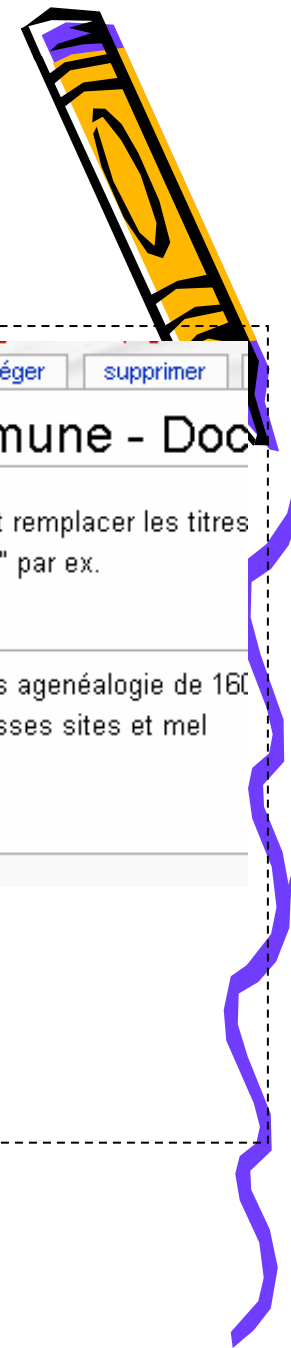 éger supprimer
mune - Doc
t remplacer les titres
" par ex.
s agenéalogie de 160
sses sites et mel